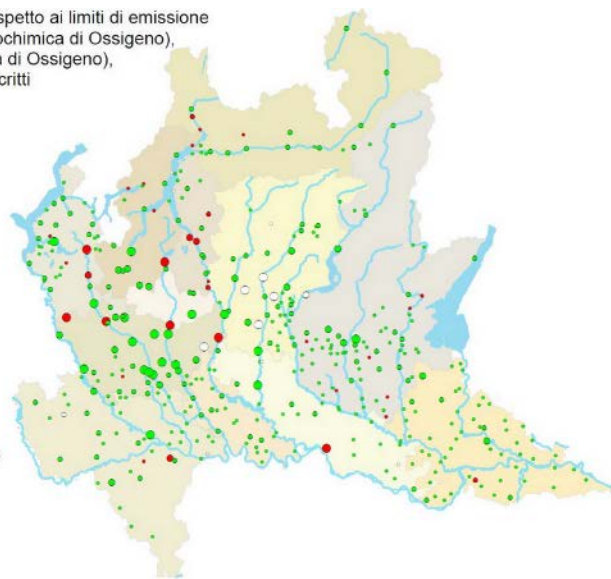 spetto ai limiti di emissione
ochimica di Ossigeno),
a di Ossigeno),
critti